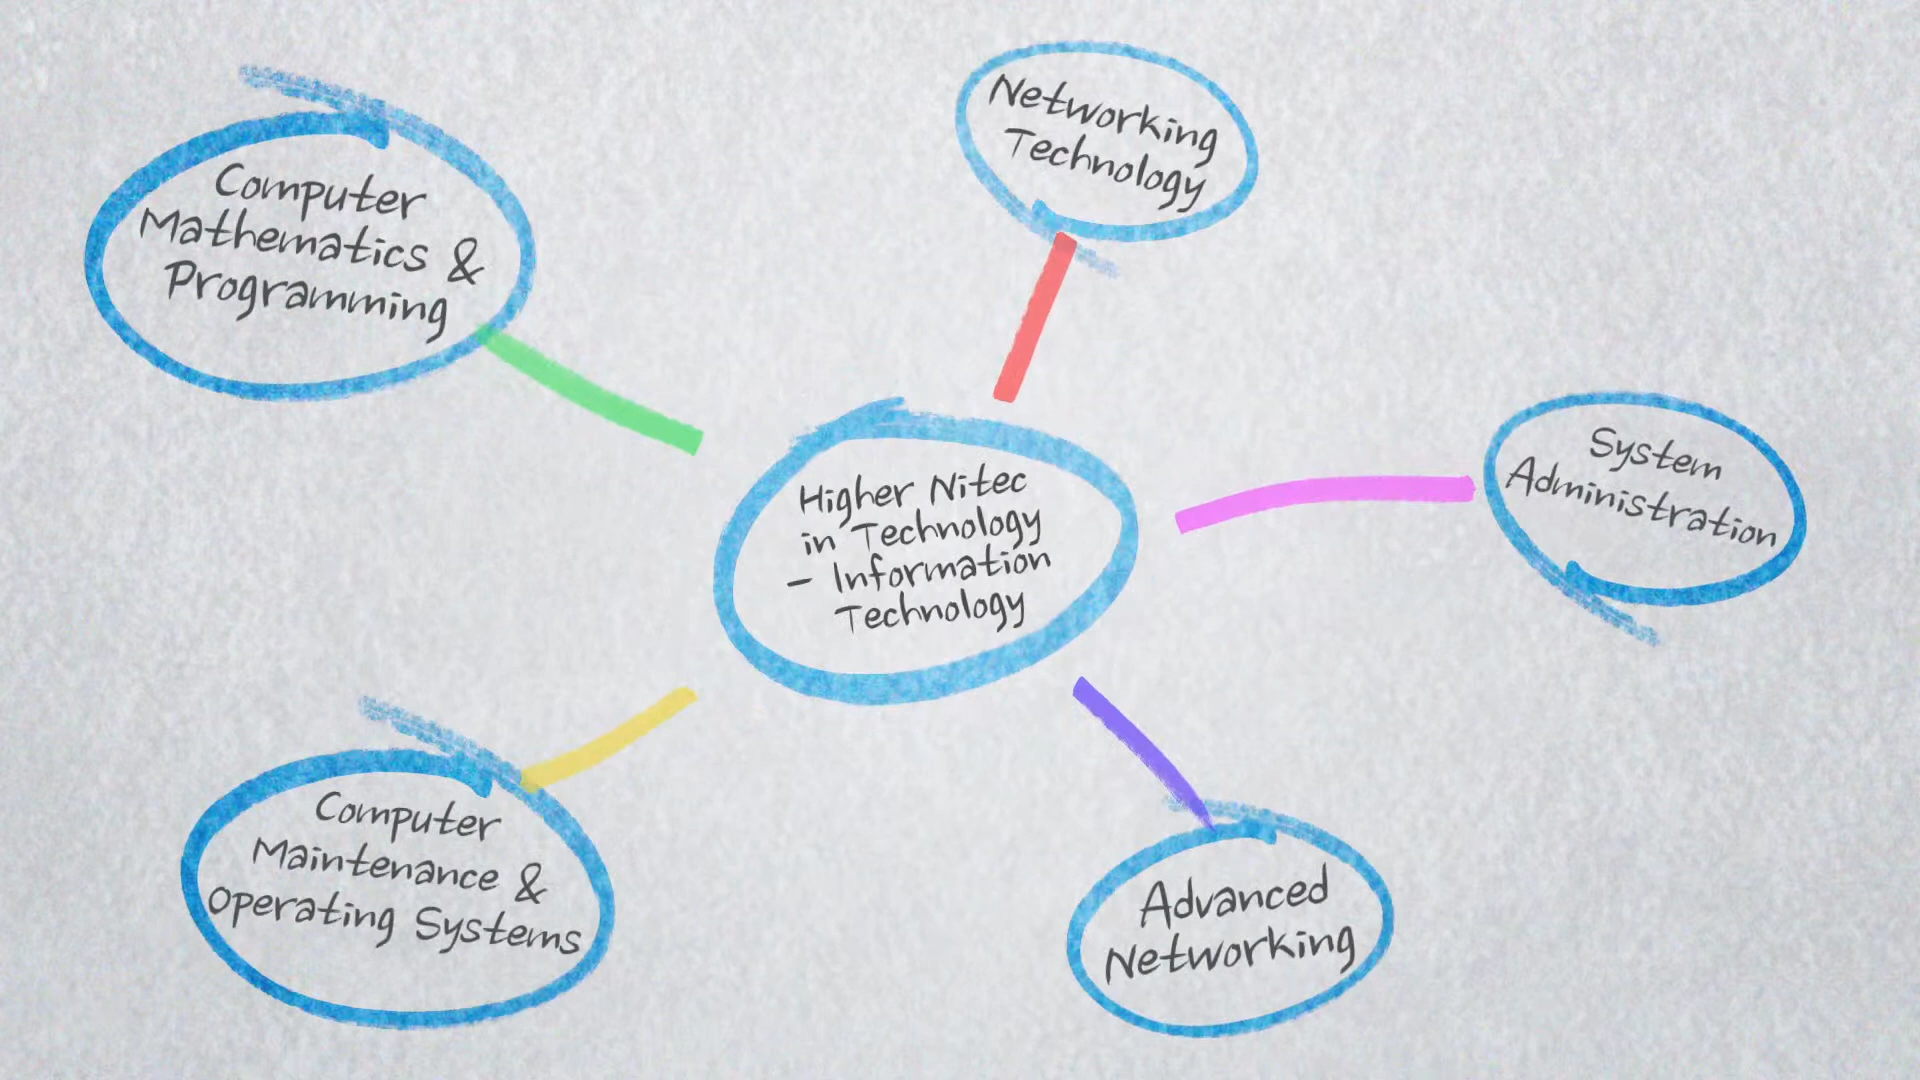 Computer
Mathematics &
Programming
Networking
Technology
System
Administration
Higher Nitec
in Technology
- Information
Technology
Computer
Maintenance &
Operating Systems
Advanced
Networking